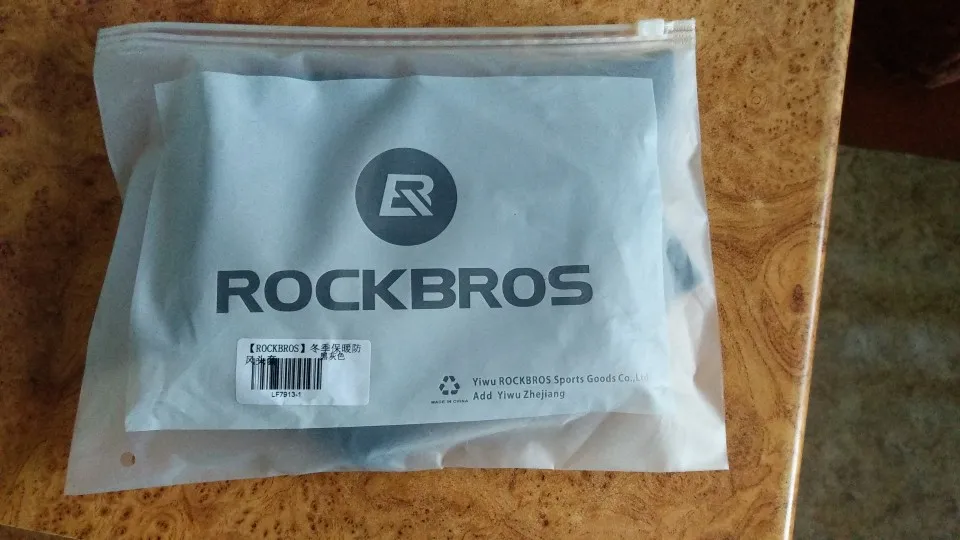 ROCKBROS
【ROCKBROS】冬季保暖防
风头套 黑灰色
LF7913-1
MADE IN CHINA
Yiwu ROCKBROS Sports Goods Co.,Ltd
Add Yiwu Zhejiang